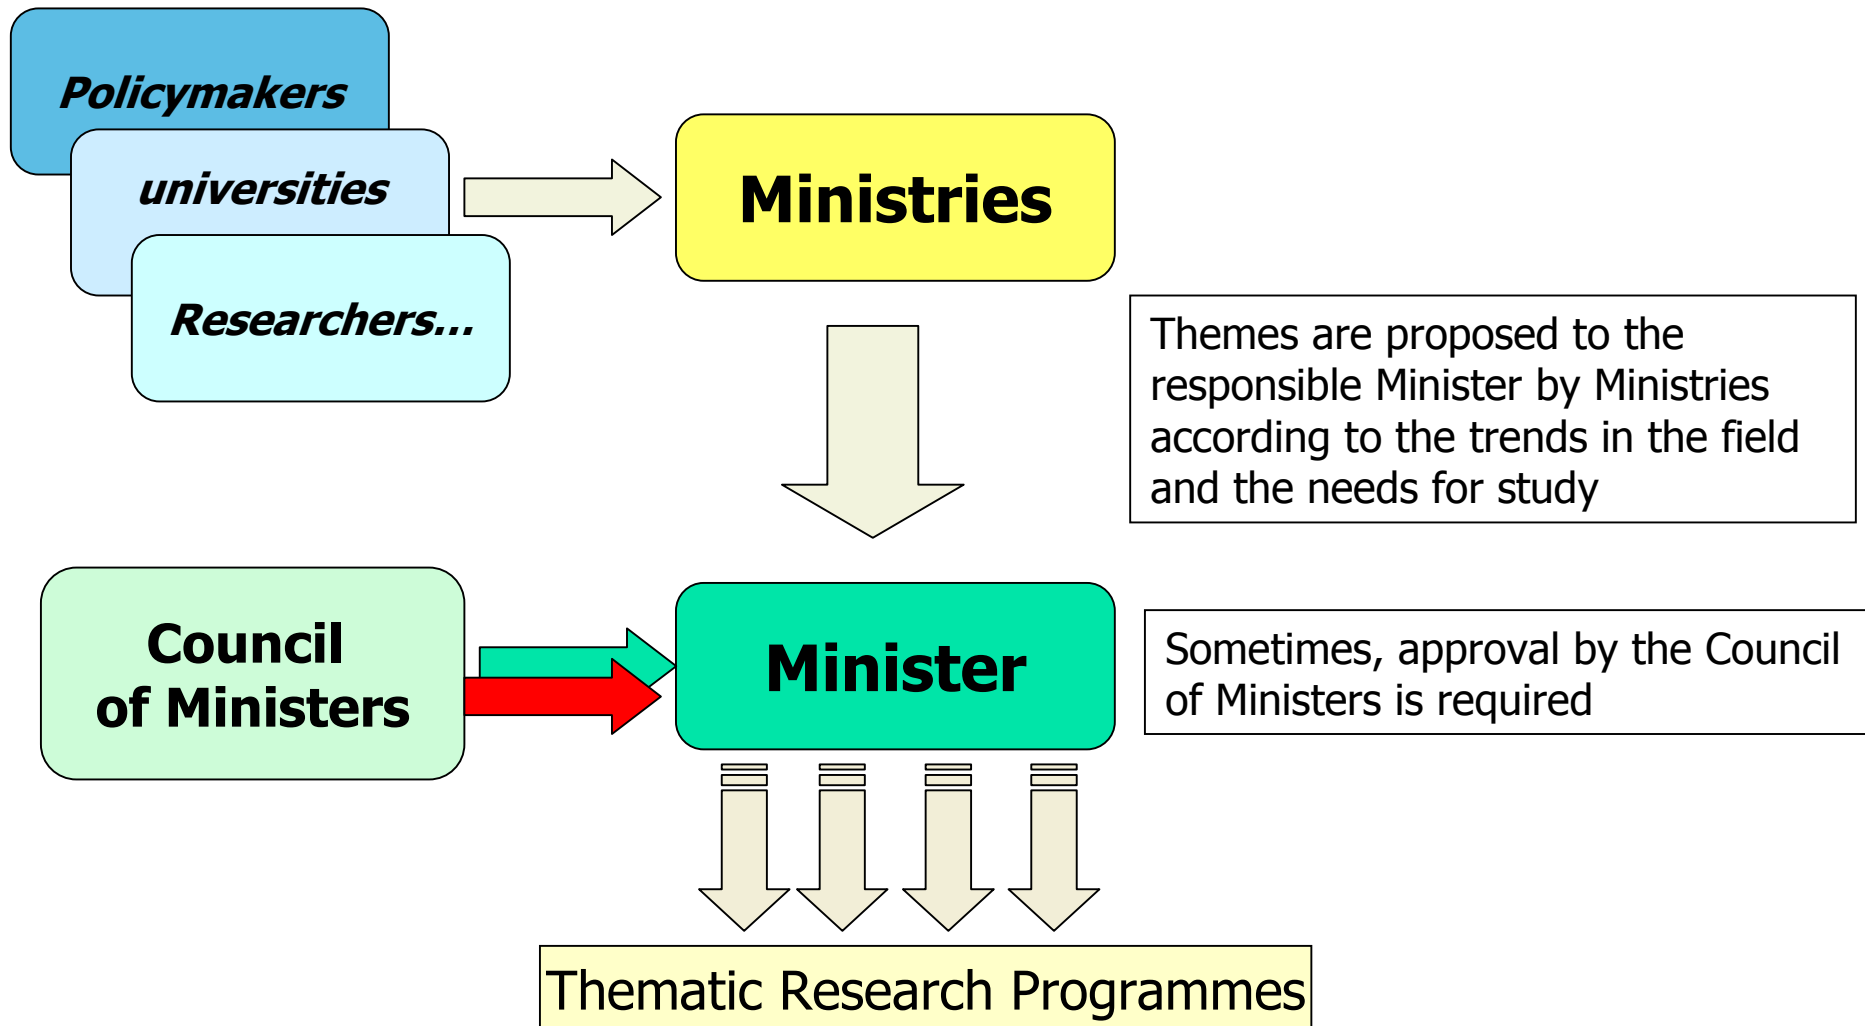 Policymakers
universities
Researchers...
Ministries
Themes are proposed to the
responsible Minister by Ministries
according to the trends in the field
and the needs for study
Council
of Ministers
Minister
Sometimes, approval by the Council
of Ministers is required
Thematic Research Programmes